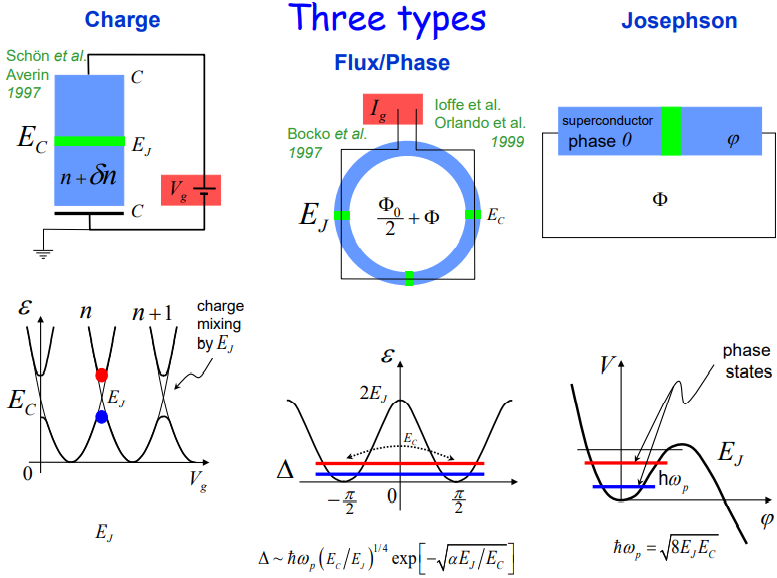 Three types
Charge
Schön et al.
Averin
1997
C
E_C
E_J
n + δn
V_g
C
ε
n
n+1
charge
mixing
by E_J
E_C
E_J
0
V_g
E_J
Flux/Phase
I_g
Ioffe et al.
Orlando et al.
1999
Bocko et al.
1997
E_J
Φ_0/2 + Φ
E_C
ε
2E_J
E_C
Δ
-π/2
0
π/2
Δ ~ ħω_p (E_C/E_J)^{1/4} exp[-√(αE_J/E_C)]
Josephson
superconductor
phase 0
φ
Φ
V
phase
states
E_J
ħω_p
φ
ħω_p = √(8E_J E_C)